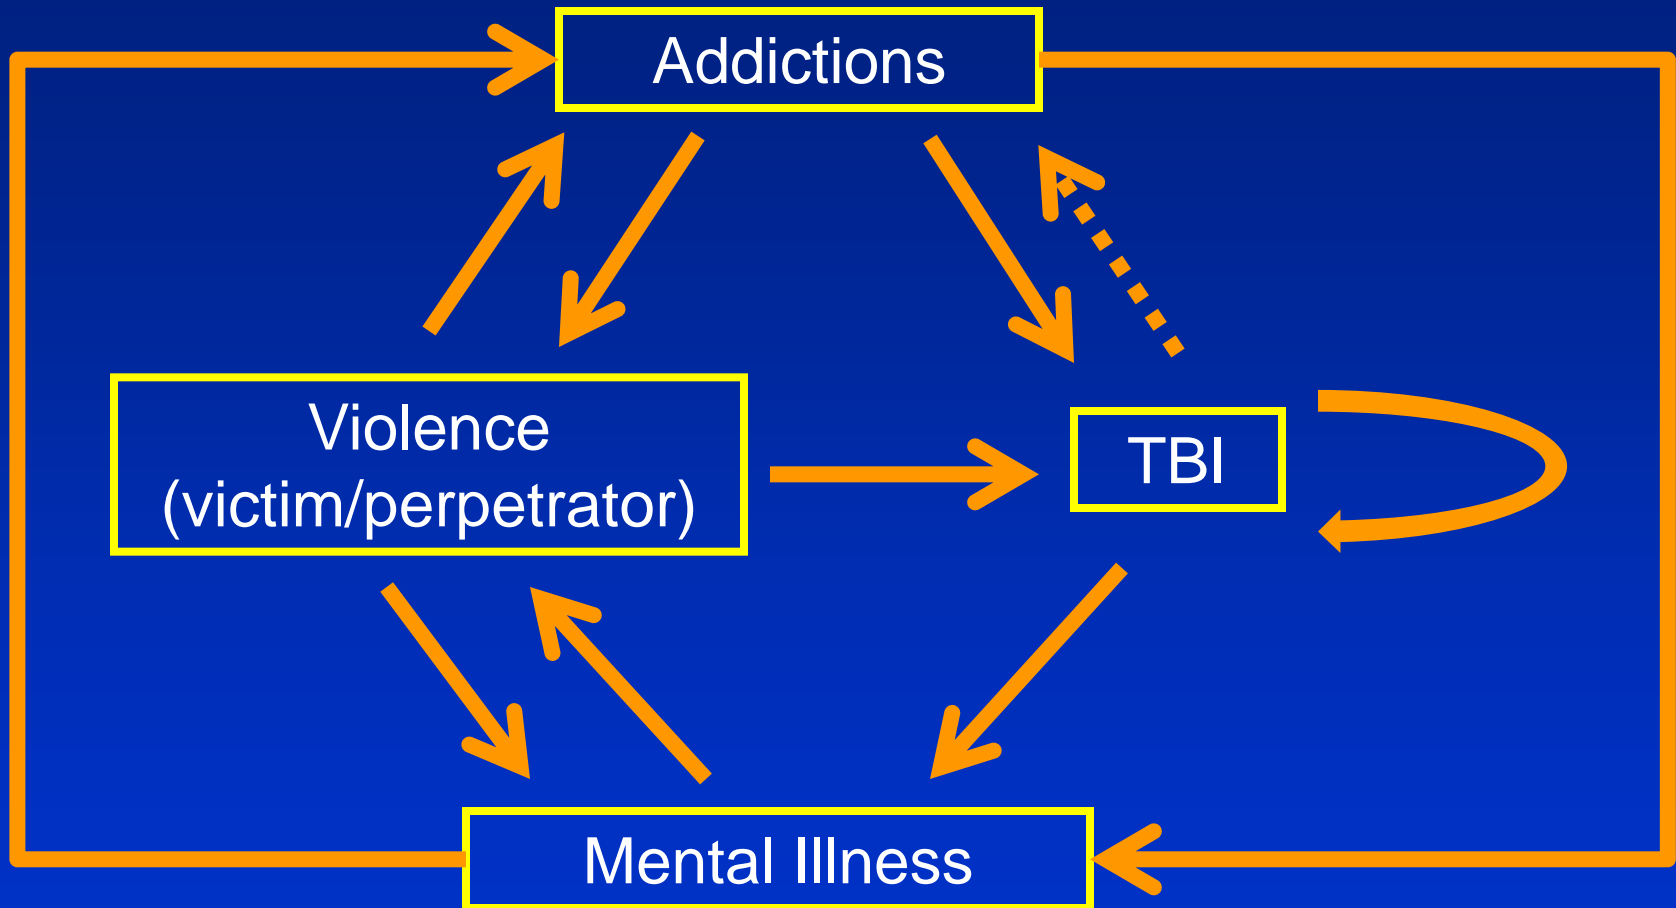 Addictions
Violence
(victim/perpetrator)
TBI
Mental Illness